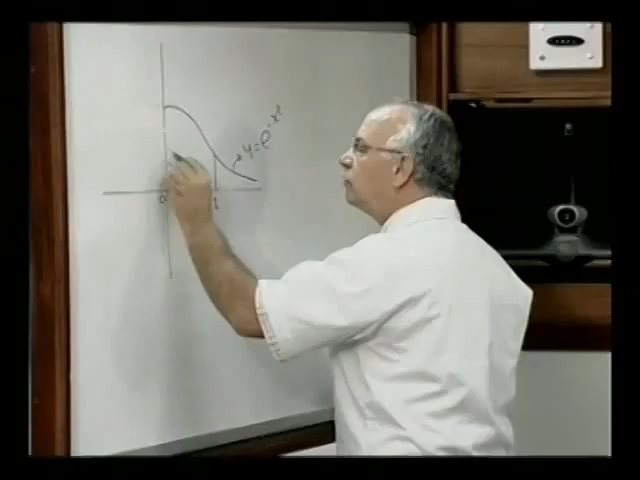 y = e^-x²
0 1